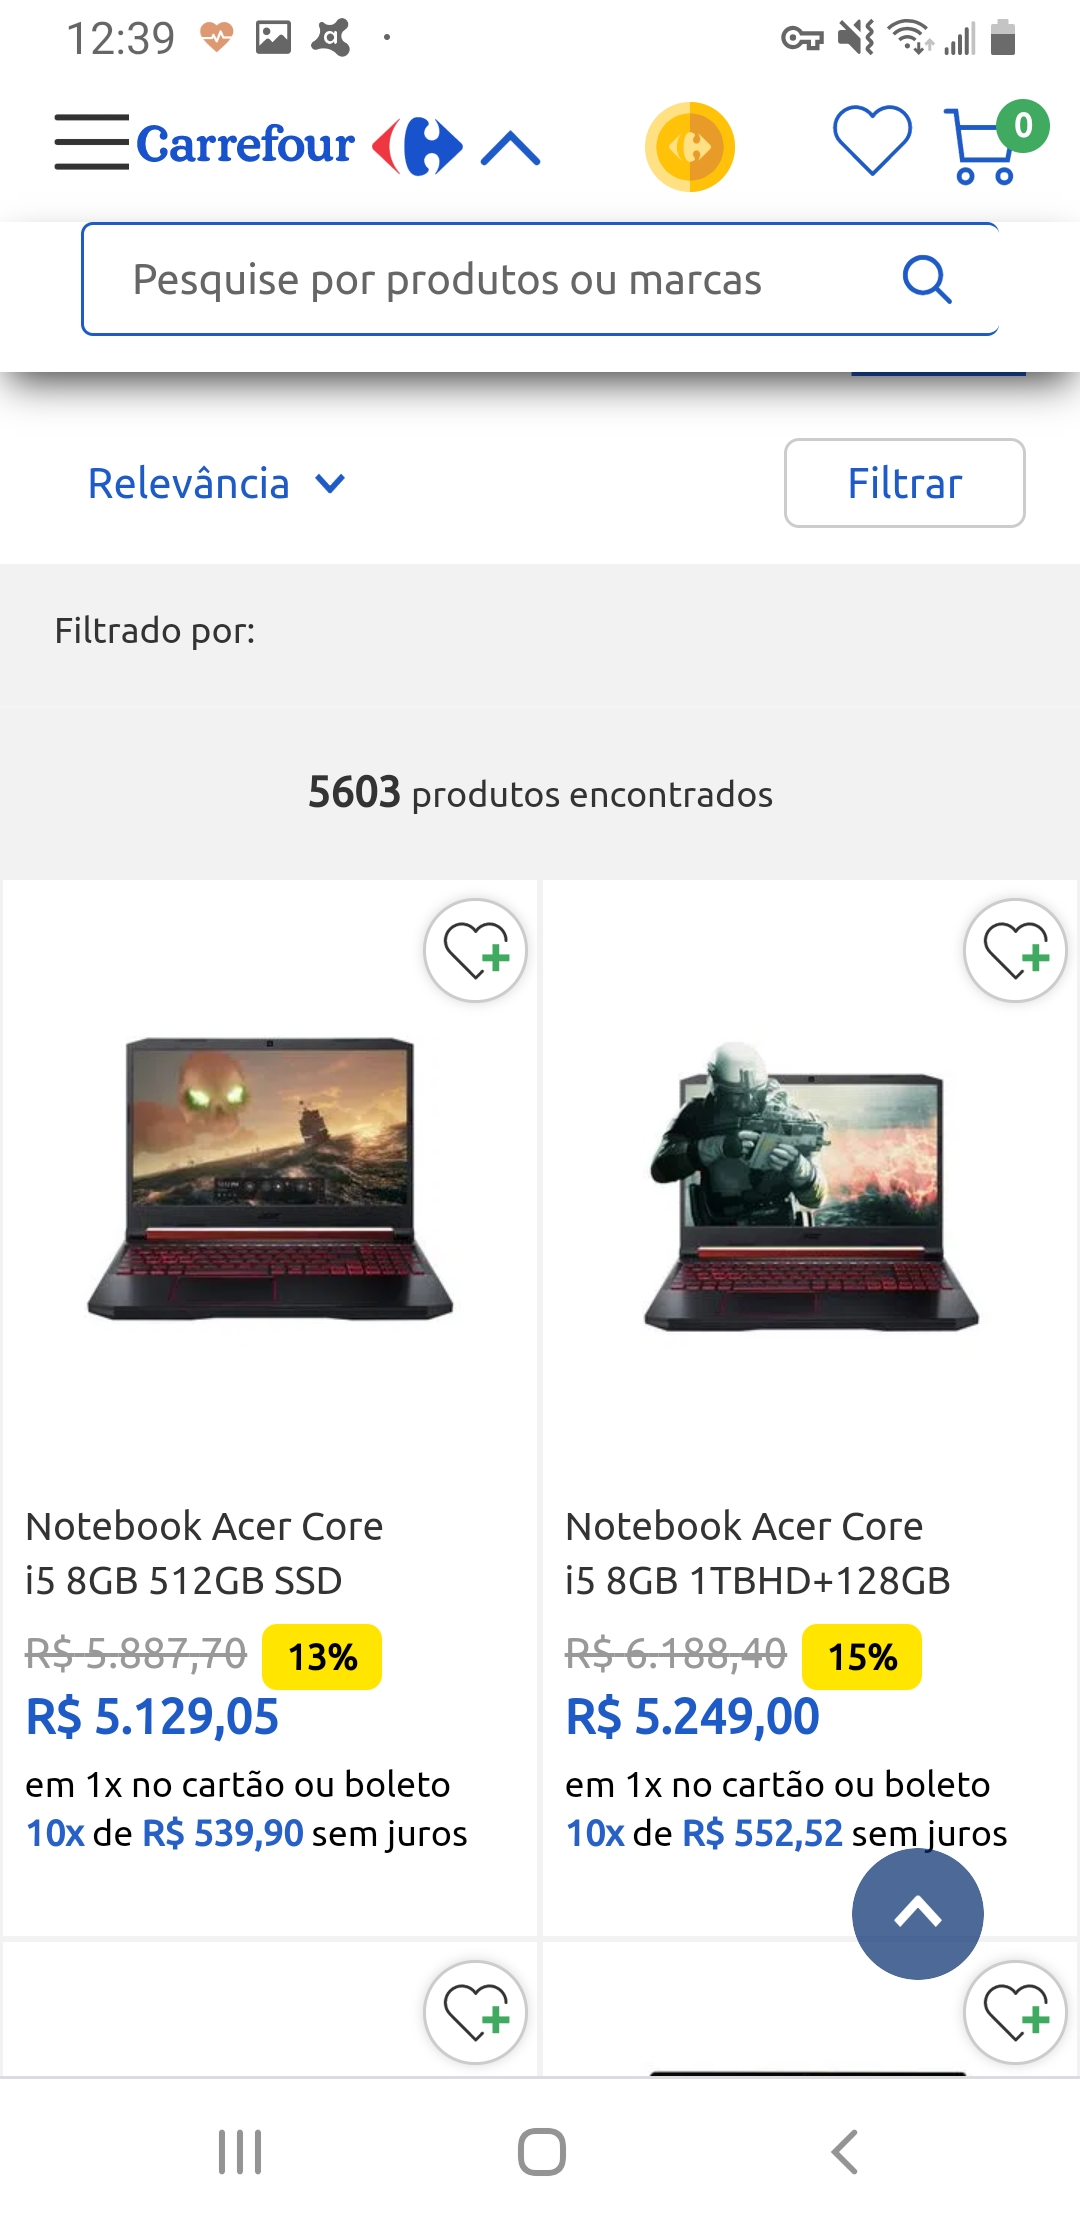 12:39
Carrefour
0
Pesquise por produtos ou marcas
Relevância
Filtrar
Filtrado por:
5603 produtos encontrados
Notebook Acer Core
i5 8GB 512GB SSD
R$ 5.887,70 13%
R$ 5.129,05
em 1x no cartão ou boleto
10x de R$ 539,90 sem juros
Notebook Acer Core
i5 8GB 1TBHD+128GB
R$ 6.188,40 15%
R$ 5.249,00
em 1x no cartão ou boleto
10x de R$ 552,52 sem juros